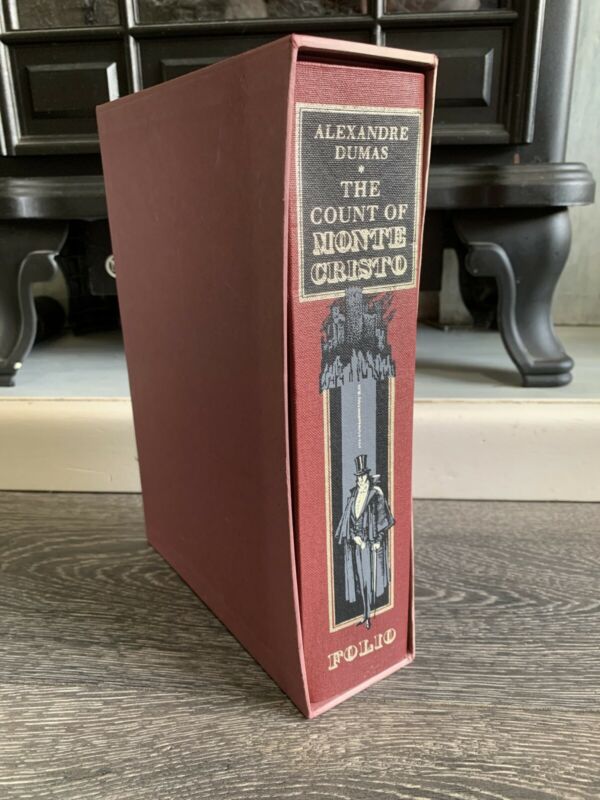 ALEXANDRE
DUMAS
THE
COUNT OF
MONTE
CRISTO
FOLIO